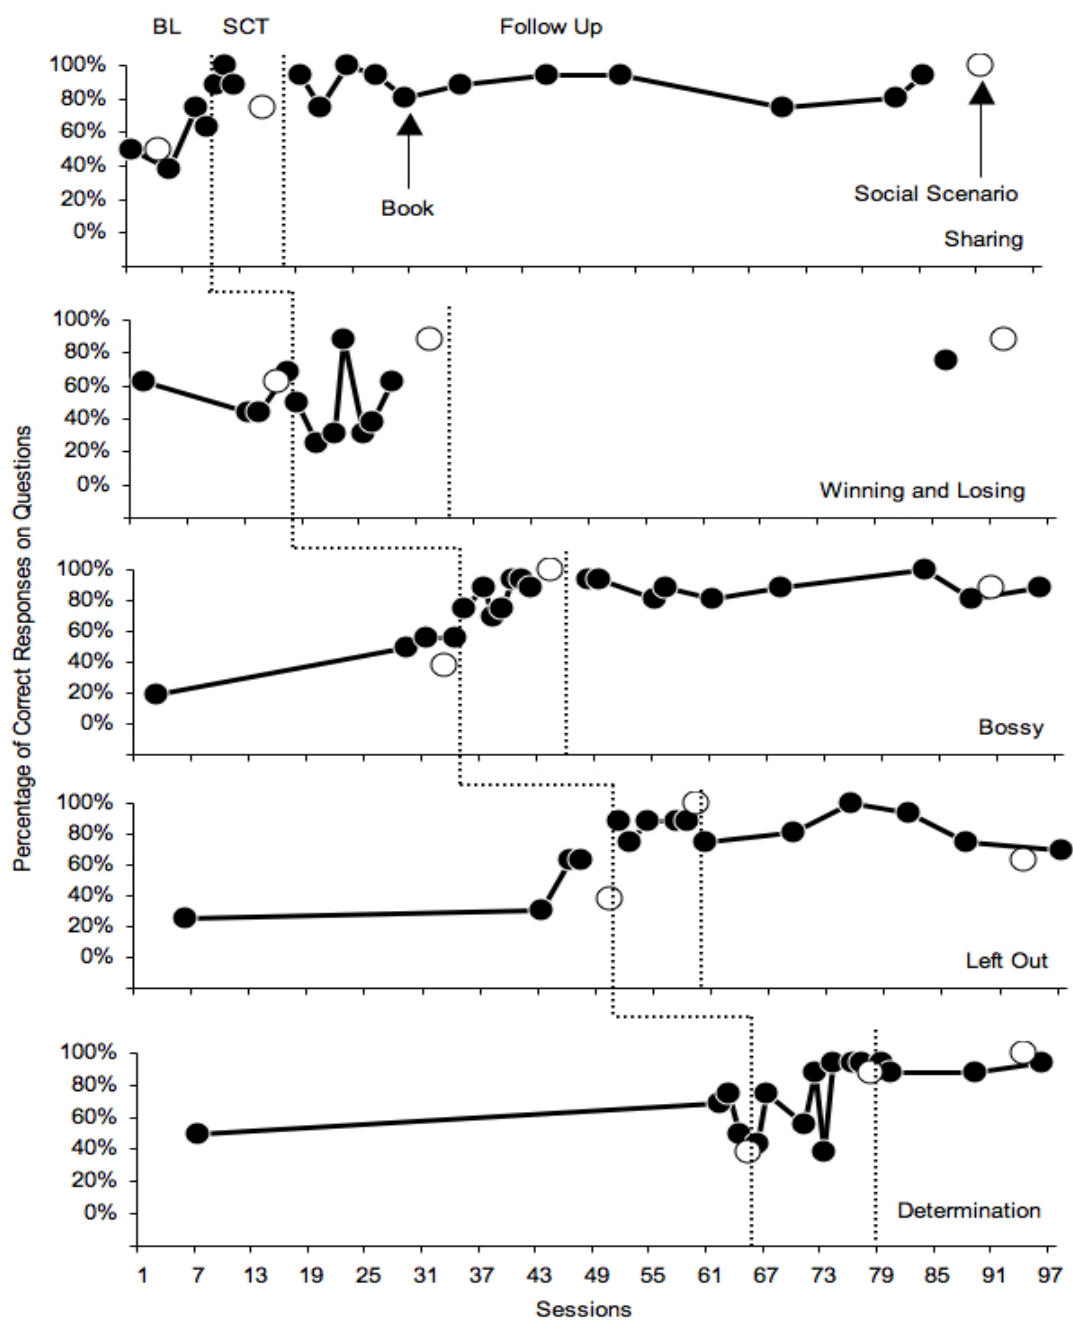 BL SCT Follow Up
100%
80%
60%
40%
20%
0%
Book
Social Scenario
Sharing
100%
80%
60%
40%
20%
0%
Winning and Losing
Percentage of Correct Responses on Questions
100%
80%
60%
40%
20%
0%
Bossy
100%
80%
60%
40%
20%
0%
Left Out
100%
80%
60%
40%
20%
0%
Determination
1 7 13 19 25 31 37 43 49 55 61 67 73 79 85 91 97
Sessions